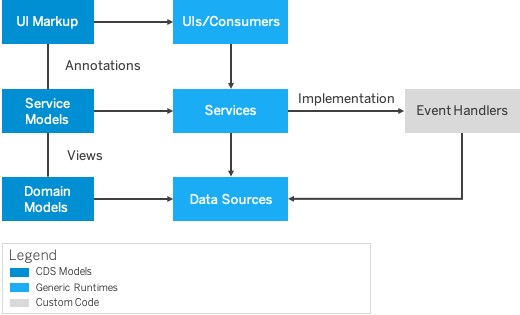 UI Markup
UIs/Consumers
Annotations
Service
Models
Services
Implementation
Event Handlers
Views
Domain
Models
Data Sources
Legend
CDS Models
Generic Runtimes
Custom Code